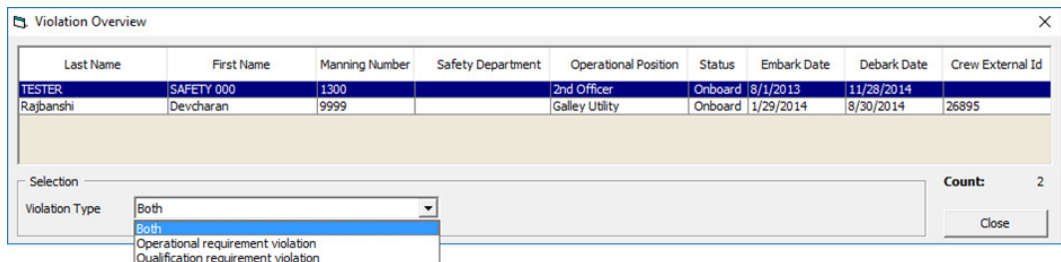 Violation Overview
Last Name First Name Manning Number Safety Department Operational Position Status Embark Date Debark Date Crew External Id
TESTER SAFETY 000 1300 2nd Officer Onboard 8/1/2013 11/28/2014
Rajbanshi Devcharan 9999 Galley Utility Onboard 1/29/2014 8/30/2014 26895
Selection Count: 2
Violation Type Both
Both
Close
Operational requirement violation
Qualification requirement violation